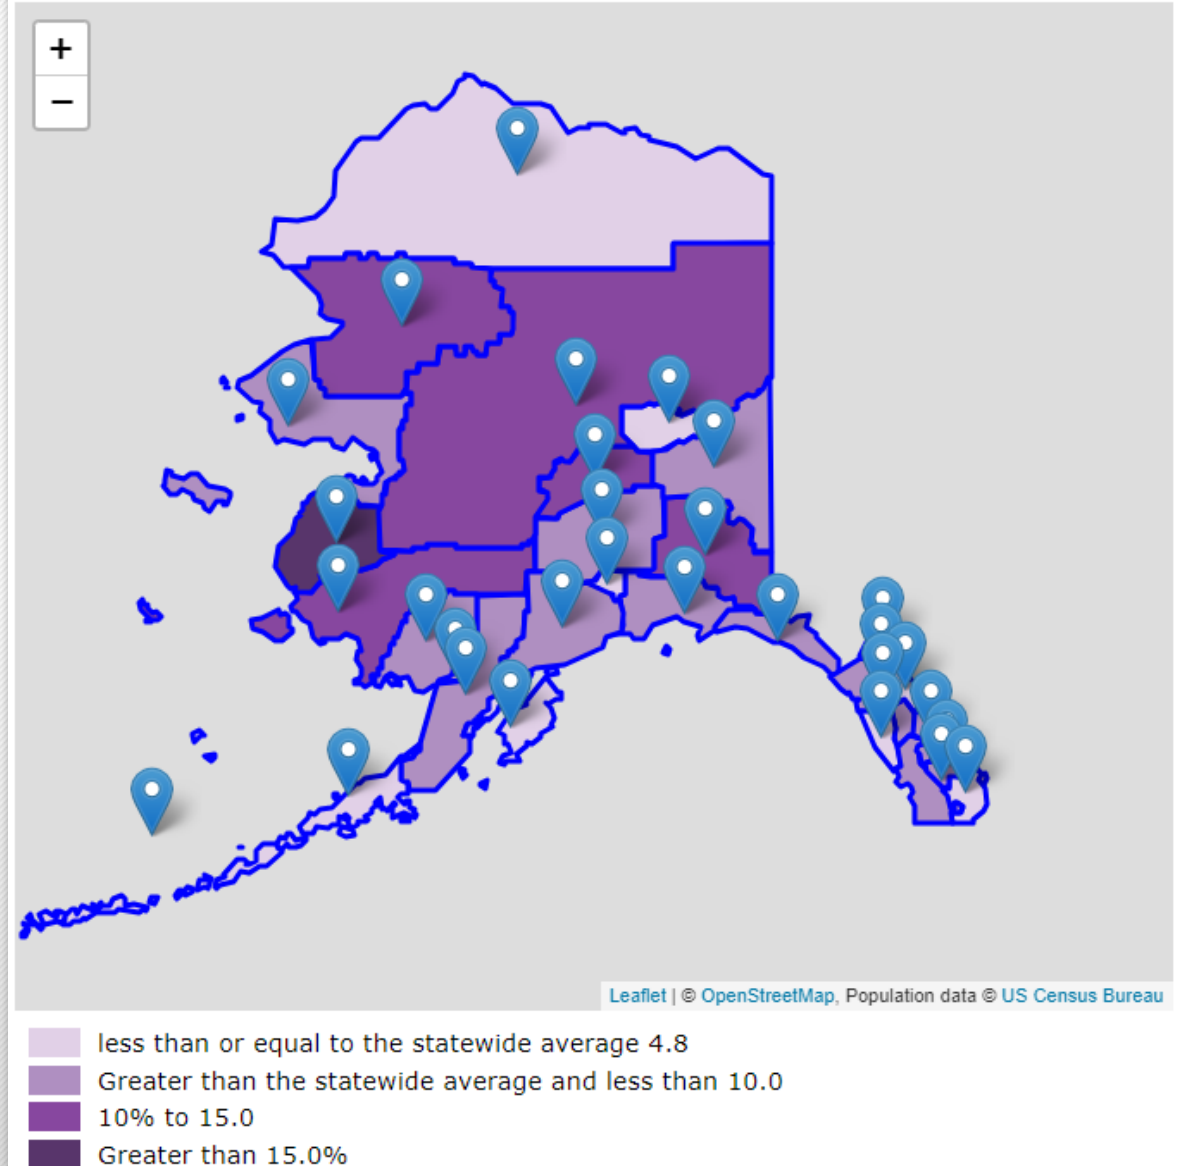 +
−
Leaflet | © OpenStreetMap, Population data © US Census Bureau
less than or equal to the statewide average 4.8
Greater than the statewide average and less than 10.0
10% to 15.0
Greater than 15.0%